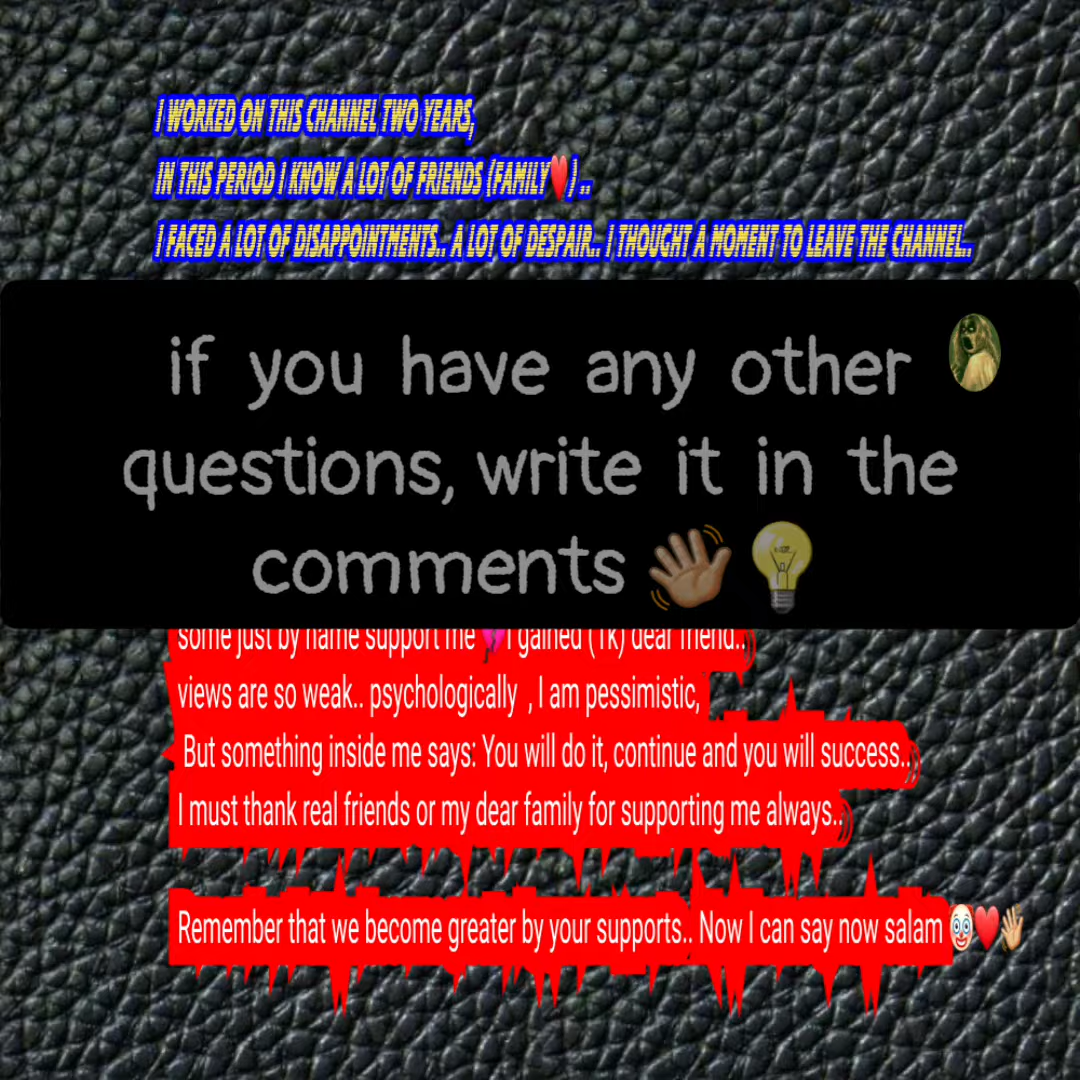 I WORKED ON THIS CHANNEL TWO YEARS,
IN THIS PERIOD I KNOW A LOT OF FRIENDS (FAMILY♥️) ..
I FACED A LOT OF DISAPPOINTMENTS.. A LOT OF DESPAIR.. I THOUGHT A MOMENT TO LEAVE THE CHANNEL..
if you have any other
questions, write it in the
comments 👋🏼 💡
some just by name support me 💔 I gained (1k) dear friend..
views are so weak.. psychologically , I am pessimistic,
But something inside me says: You will do it, continue and you will success..
I must thank real friends or my dear family for supporting me always..
Remember that we become greater by your supports.. Now I can say now salam 🤡♥️👋🏼